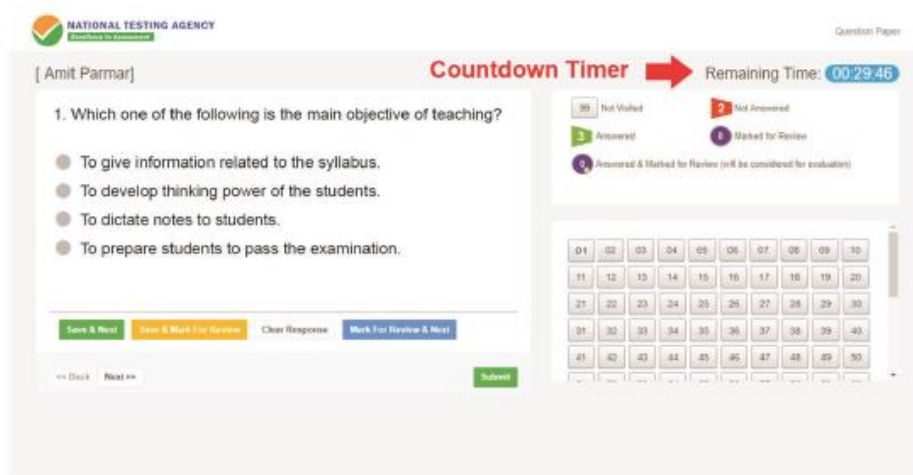 NATIONAL TESTING AGENCY
Excellence in Assessment
Question Paper
[ Amit Parmar]
Countdown Timer
Remaining Time: 00:29:46
1. Which one of the following is the main objective of teaching?
To give information related to the syllabus.
To develop thinking power of the students.
To dictate notes to students.
To prepare students to pass the examination.
Save & Next Save & Mark For Review Clear Response Mark For Review & Next
<< Back Next >> Submit
Not Visited 2 Not Answered
3 Answered Marked for Review
Answered & Marked for Review (will be considered for evaluation)
01 02 03 04 05 06 07 08 09 10
11 12 13 14 15 16 17 18 19 20
21 22 23 24 25 26 27 28 29 30
31 32 33 34 35 36 37 38 39 40
41 42 43 44 45 46 47 48 49 50